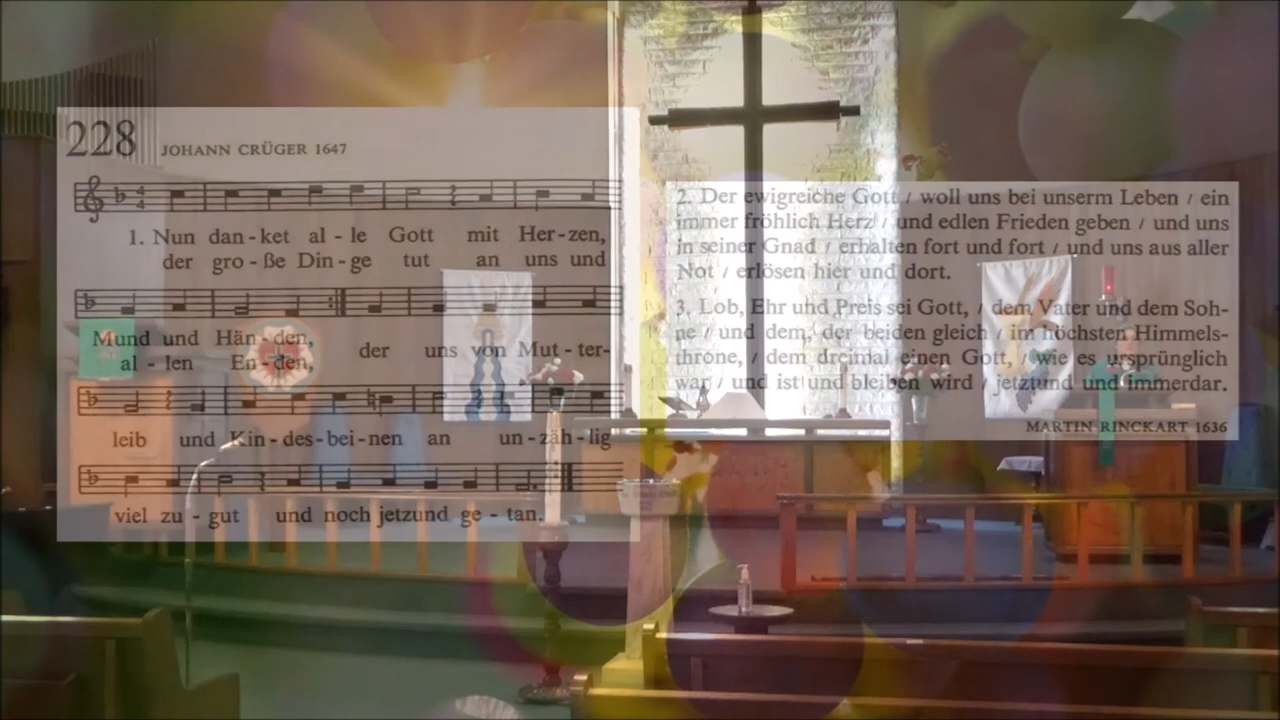 228 JOHANN CRÜGER 1647
1. Nun dan - ket al - le Gott mit Her - zen,
der gro - ße Din - ge tut an uns und
Mund und Hän - den,
al - len En - den,
der uns von Mut - ter-
leib und Kin - des - bei - nen an un - zäh - lig
viel zu - gut und noch jetzund ge - tan.
2. Der ewigreiche Gott / woll uns bei unserm Leben / ein
immer fröhlich Herz / und edlen Frieden geben / und uns
in seiner Gnad / erhalten fort und fort / und uns aus aller
Not / erlösen hier und dort.
3. Lob, Ehr und Preis sei Gott, / dem Vater und dem Soh-
ne / und dem, der beiden gleich / im höchsten Himmels-
throne, / dem dreimal einen Gott, / wie es ursprünglich
war / und ist und bleiben wird / jetztund und immerdar.
MARTIN RINCKART 1636